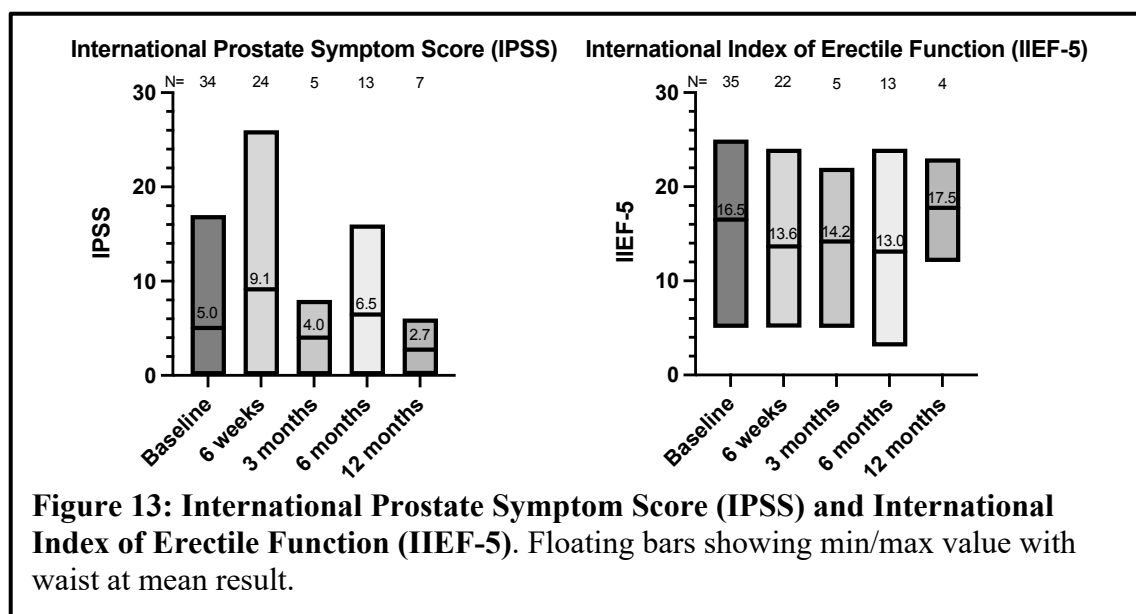 International Prostate Symptom Score (IPSS)
N= 34 24 5 13 7
30
20
10
0
IPSS
5.0
9.1
4.0
6.5
2.7
Baseline
6 weeks
3 months
6 months
12 months
International Index of Erectile Function (IIEF-5)
N= 35 22 5 13 4
30
20
10
0
IIEF-5
16.5
13.6
14.2
13.0
17.5
Baseline
6 weeks
3 months
6 months
12 months
Figure 13: International Prostate Symptom Score (IPSS) and International
Index of Erectile Function (IIEF-5). Floating bars showing min/max value with
waist at mean result.